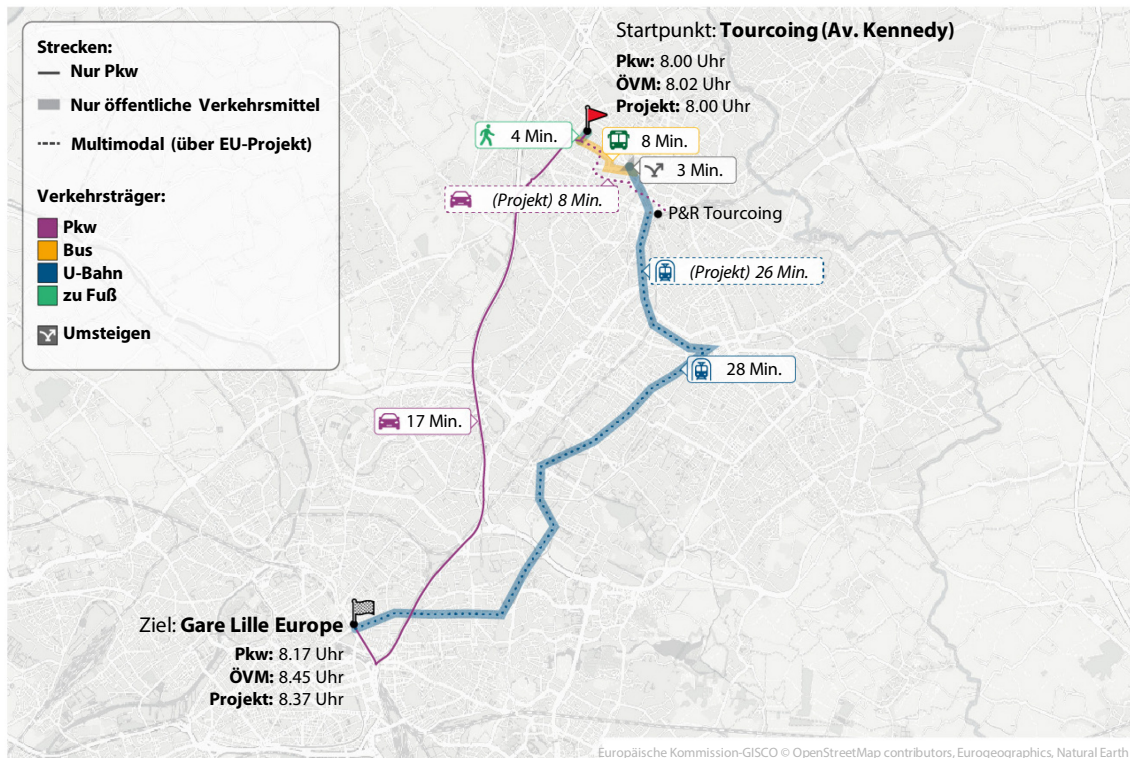 Strecken:
Nur Pkw
Nur öffentliche Verkehrsmittel
Multimodal (über EU-Projekt)
Verkehrsträger:
Pkw
Bus
U-Bahn
zu Fuß
Umsteigen
Startpunkt: Tourcoing (Av. Kennedy)
Pkw: 8.00 Uhr
ÖVM: 8.02 Uhr
Projekt: 8.00 Uhr
4 Min.
8 Min.
3 Min.
(Projekt) 8 Min.
P&R Tourcoing
(Projekt) 26 Min.
28 Min.
17 Min.
Ziel: Gare Lille Europe
Pkw: 8.17 Uhr
ÖVM: 8.45 Uhr
Projekt: 8.37 Uhr
Europäische Kommission-GISCO © OpenStreetMap contributors, Eurogeographics, Natural Earth